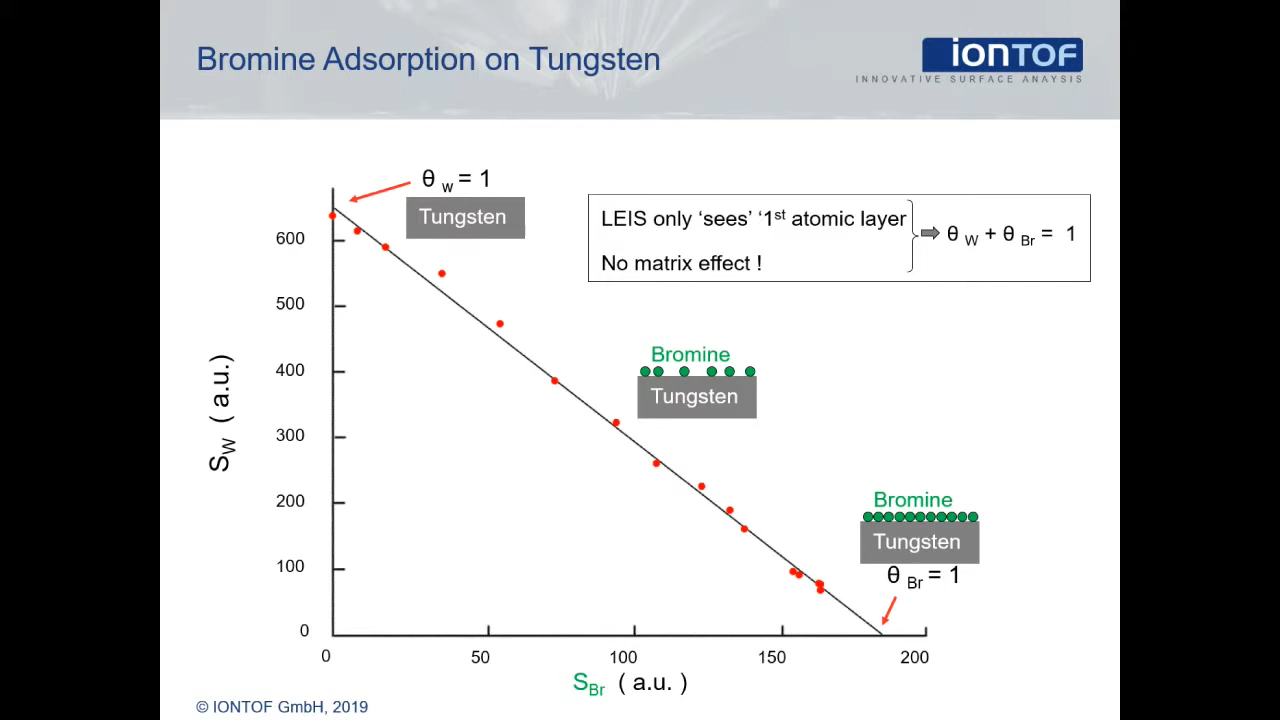 Bromine Adsorption on Tungsten
ionTOF
INNOVATIVE SURFACE ANAYSIS
θ W = 1
Tungsten
LEIS only ‘sees’ ‘1st atomic layer
No matrix effect !
θ W + θ Br = 1
600
500
400
300
200
100
0
SW ( a.u.)
Bromine
Tungsten
Bromine
Tungsten
θ Br = 1
0 50 100 150 200
SBr ( a.u. )
© IONTOF GmbH, 2019